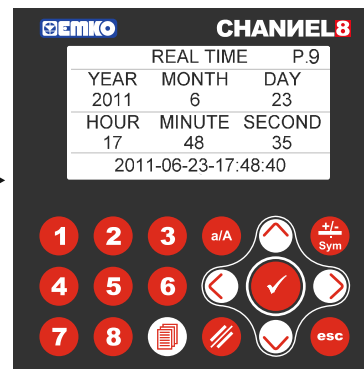 EMKO CHANNEL8
REAL TIME P.9
YEAR MONTH DAY
2011 6 23
HOUR MINUTE SECOND
17 48 35
2011-06-23-17:48:40
1 2 3 a/A +/- Sym
4 5 6
7 8 esc